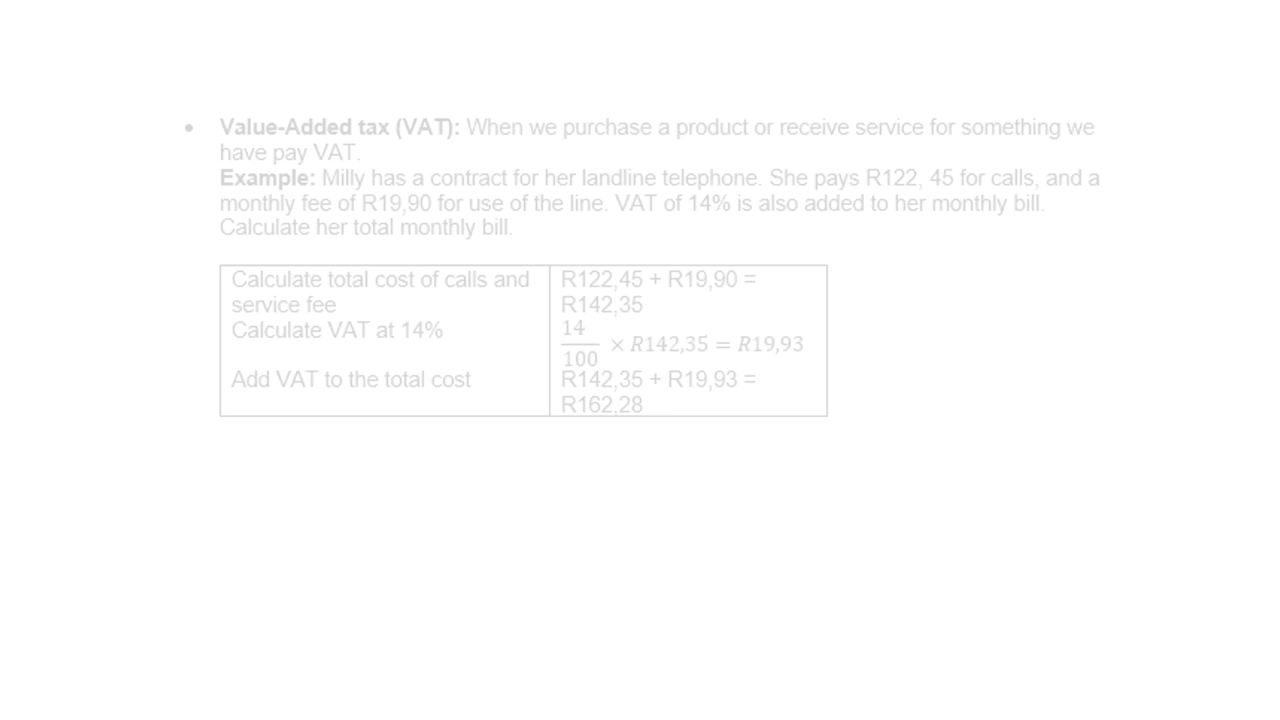 • Value-Added tax (VAT): When we purchase a product or receive service for something we
have pay VAT.
Example: Milly has a contract for her landline telephone. She pays R122, 45 for calls, and a
monthly fee of R19,90 for use of the line. VAT of 14% is also added to her monthly bill.
Calculate her total monthly bill.
Calculate total cost of calls and
service fee
Calculate VAT at 14%
Add VAT to the total cost
R122,45 + R19,90 =
R142,35
14/100 × R142,35 = R19,93
R142,35 + R19,93 =
R162,28